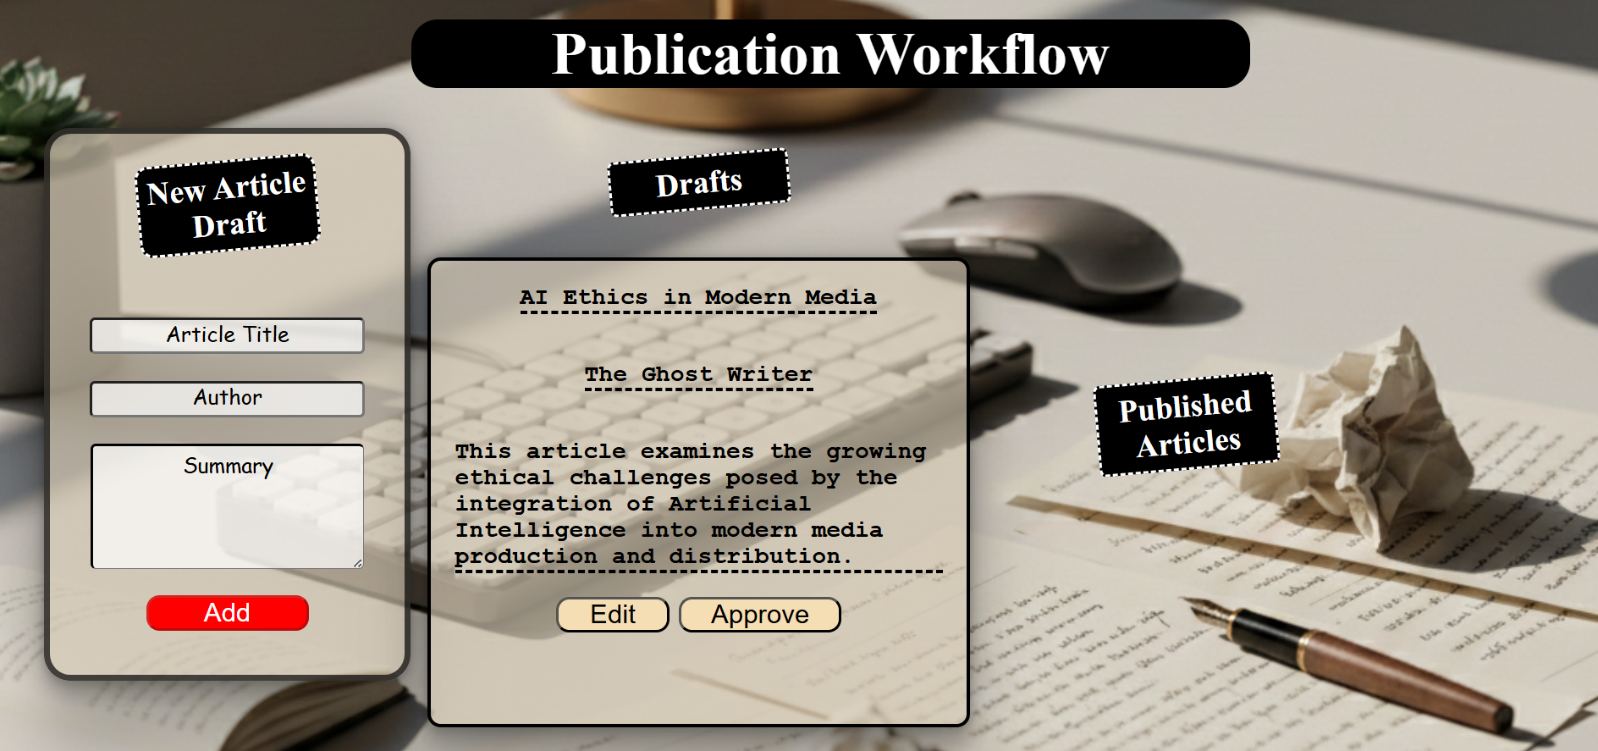 Publication Workflow
New Article
Draft
Article Title
Author
Summary
Add
Drafts
AI Ethics in Modern Media
The Ghost Writer
This article examines the growing
ethical challenges posed by the
integration of Artificial
Intelligence into modern media
production and distribution.
Edit Approve
Published
Articles